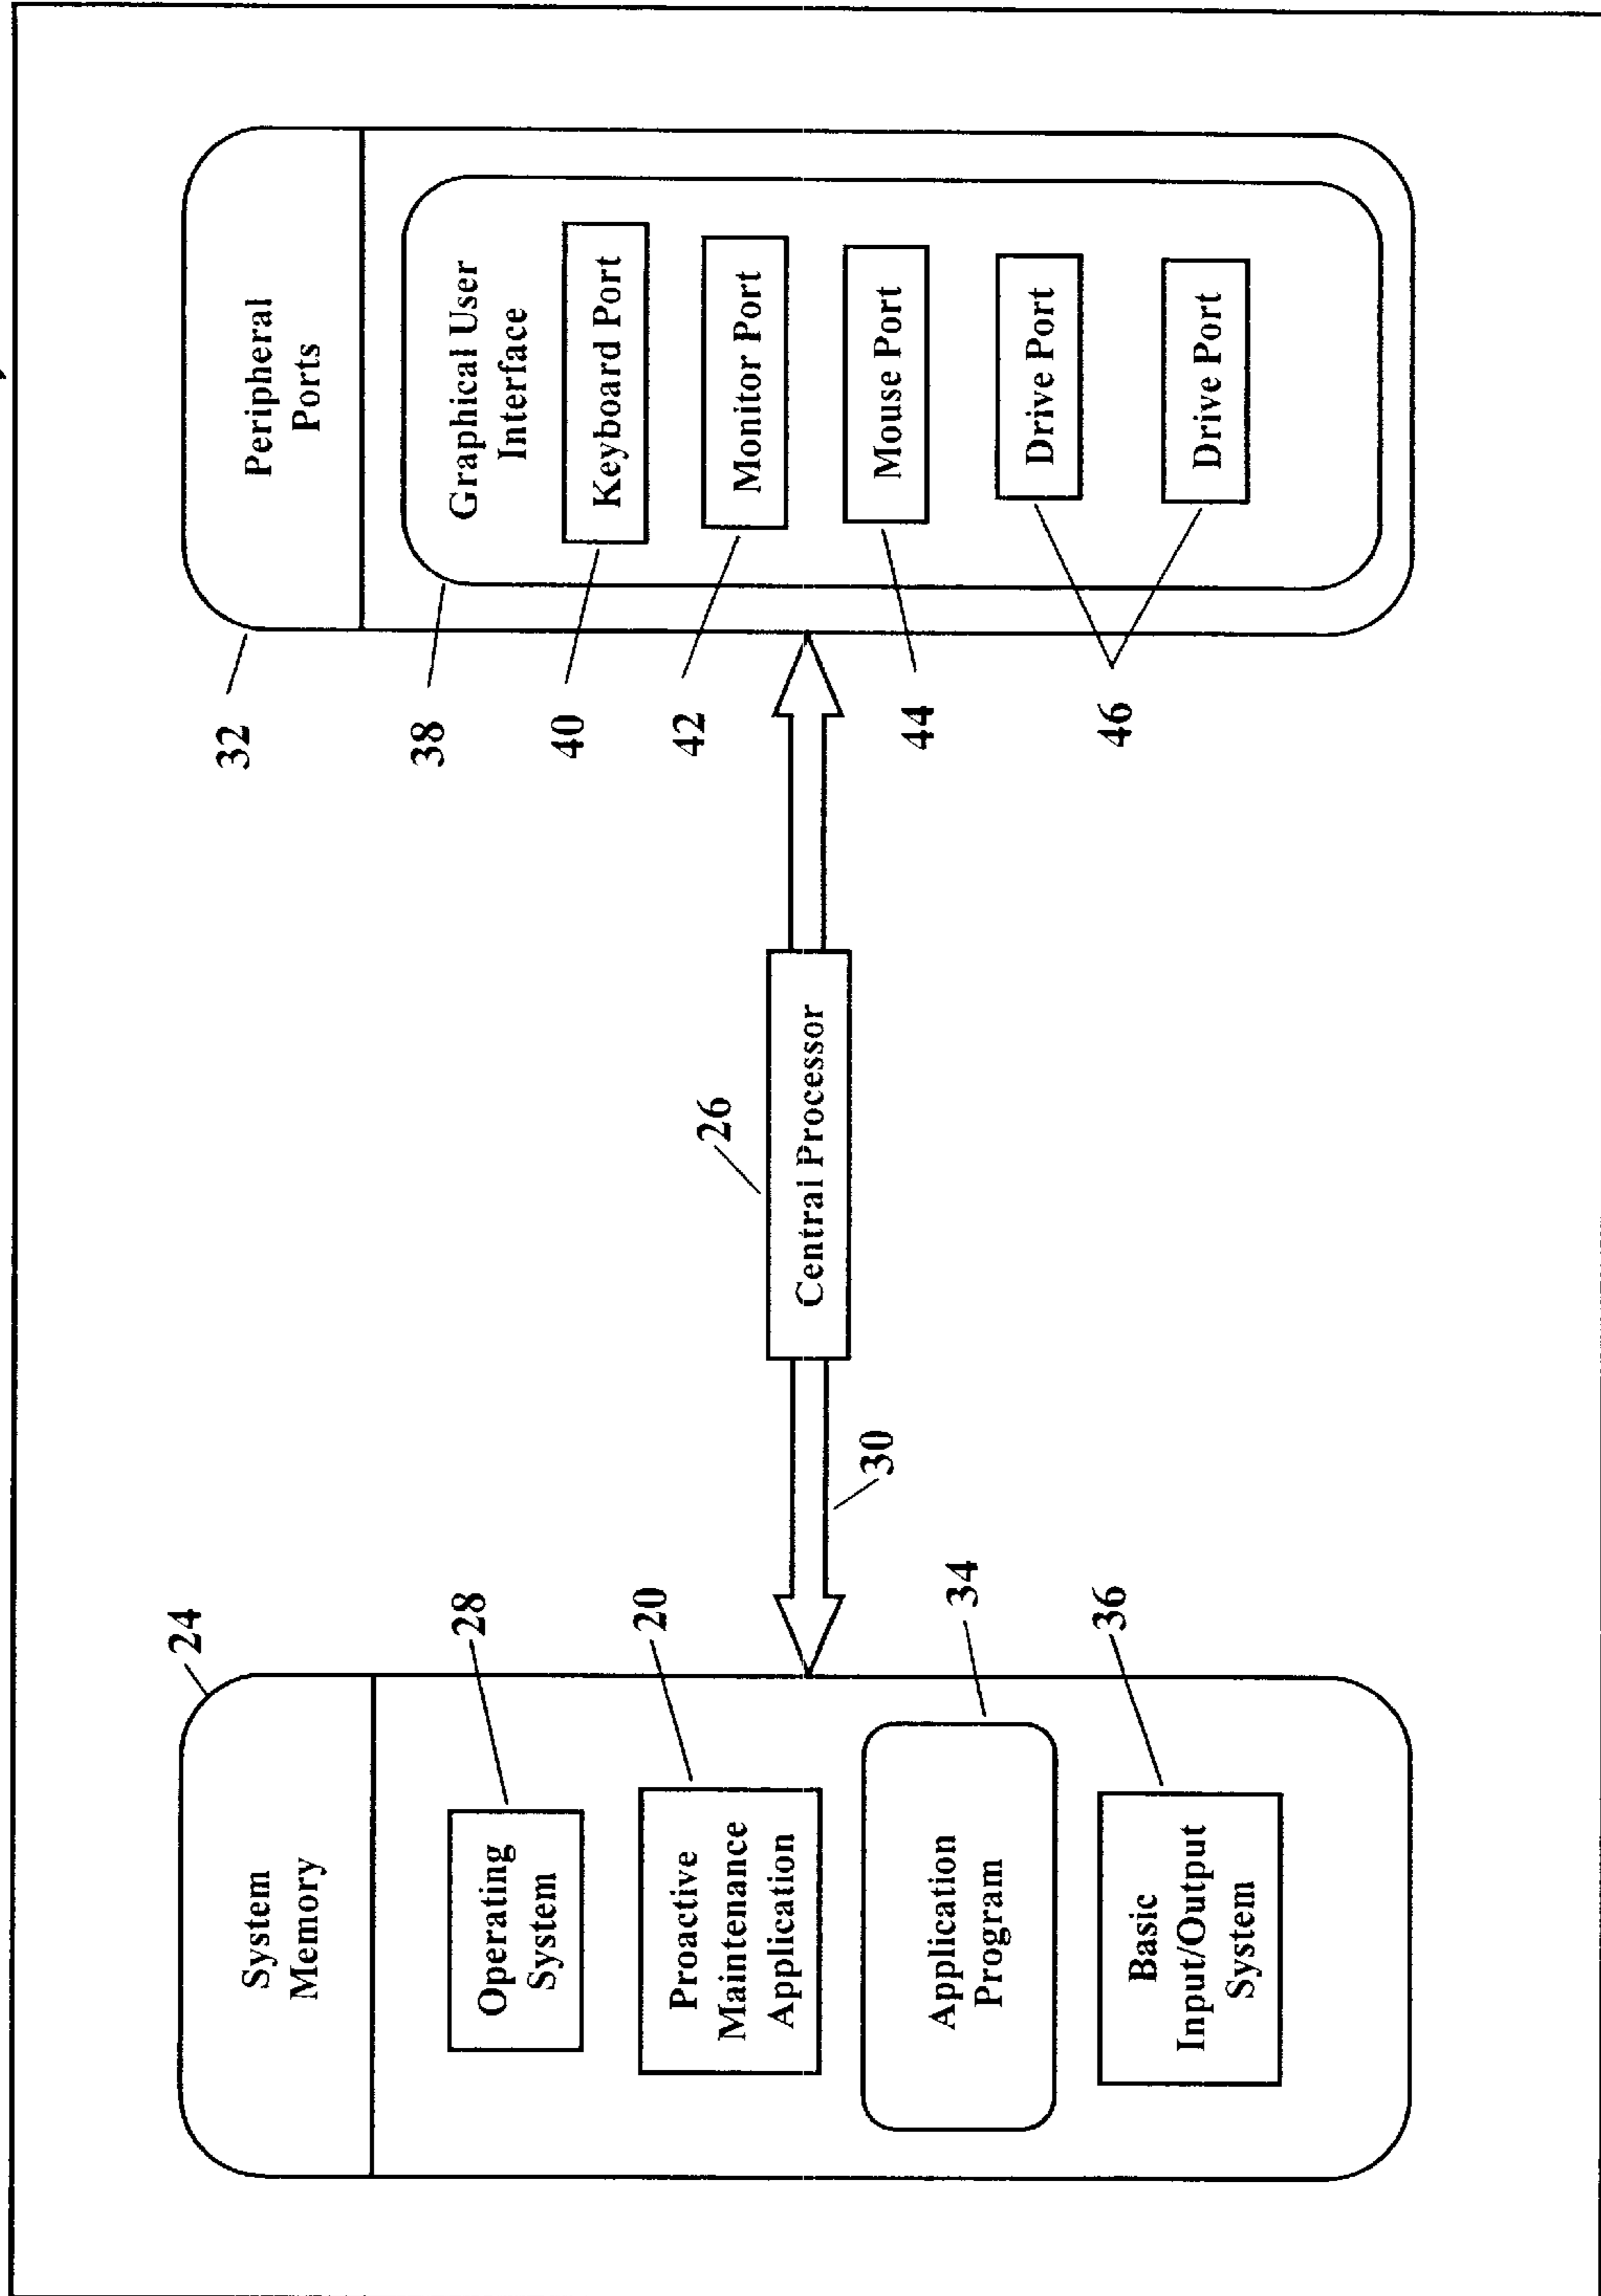 24
System
Memory
28
Operating
System
20
Proactive
Maintenance
Application
34
Application
Program
36
Basic
Input/Output
System
26
Central Processor
30
32
Peripheral
Ports
38
Graphical User
Interface
40
Keyboard Port
42
Monitor Port
44
Mouse Port
46
Drive Port
Drive Port